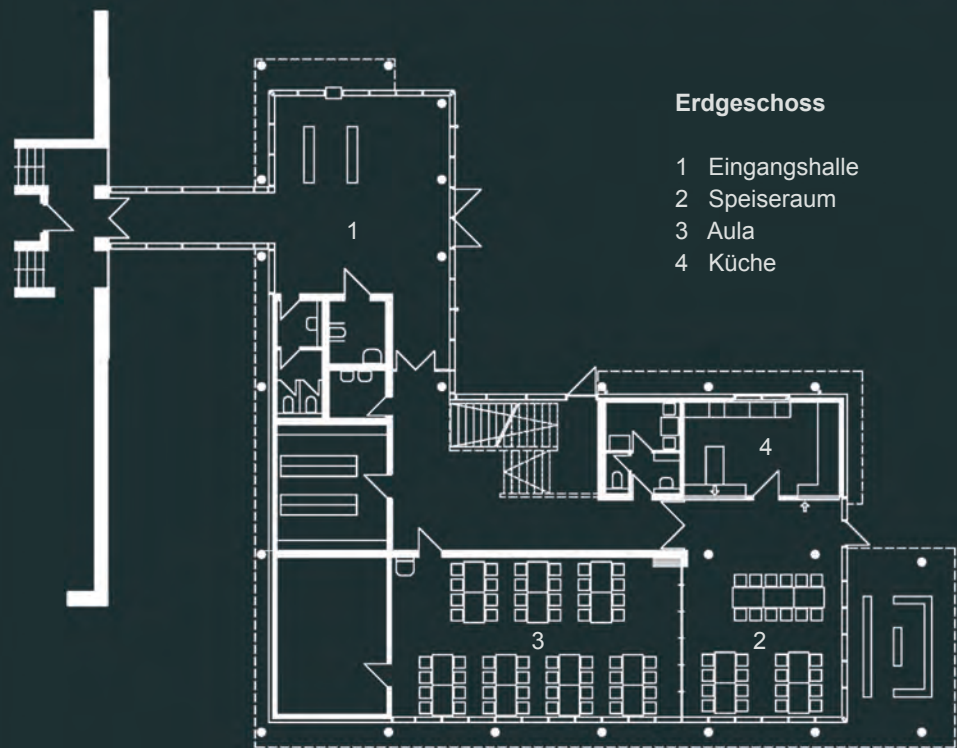 Erdgeschoss
1 Eingangshalle
2 Speiseraum
3 Aula
4 Küche
1
4
3
2